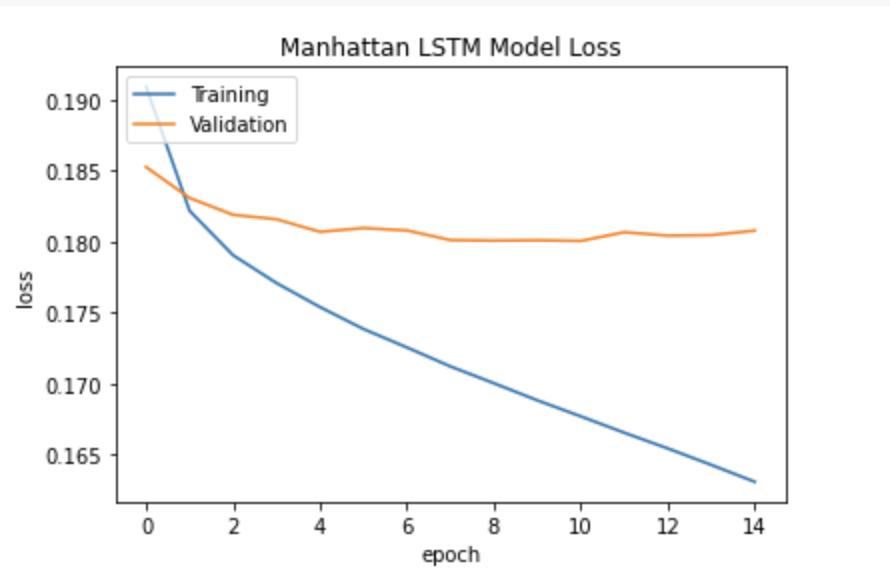 Manhattan LSTM Model Loss
Training
Validation
0.190
0.185
0.180
0.175
0.170
0.165
loss
0 2 4 6 8 10 12 14
epoch